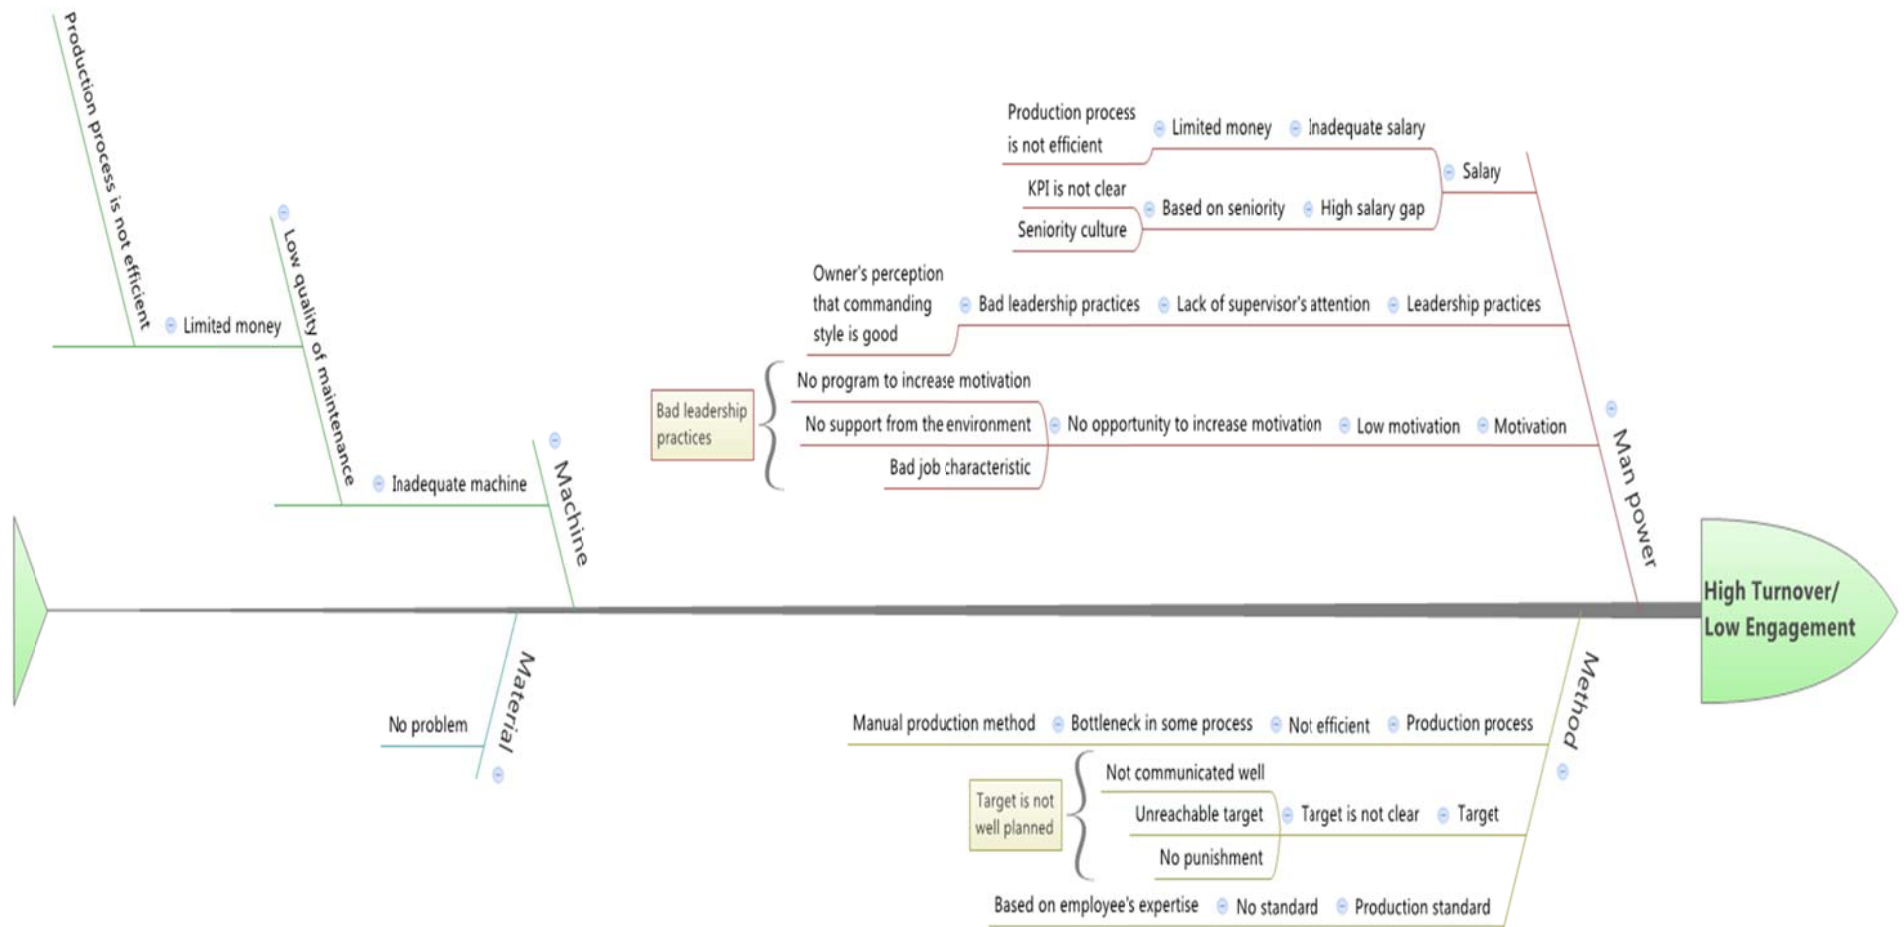 Production process is not efficient
Limited money
Low quality of maintenance
Inadequate machine
Machine
Production process
is not efficient
Limited money
Inadequate salary
Salary
KPI is not clear
Seniority culture
Based on seniority
High salary gap
Owner's perception
that commanding
style is good
Bad leadership practices
Lack of supervisor's attention
Leadership practices
Bad leadership
practices
No program to increase motivation
No support from the environment
Bad job characteristic
No opportunity to increase motivation
Low motivation
Motivation
Man power
High Turnover/
Low Engagement
Material
No problem
Method
Manual production method
Bottleneck in some process
Not efficient
Production process
Target is not
well planned
Not communicated well
Unreachable target
No punishment
Target is not clear
Target
Based on employee's expertise
No standard
Production standard